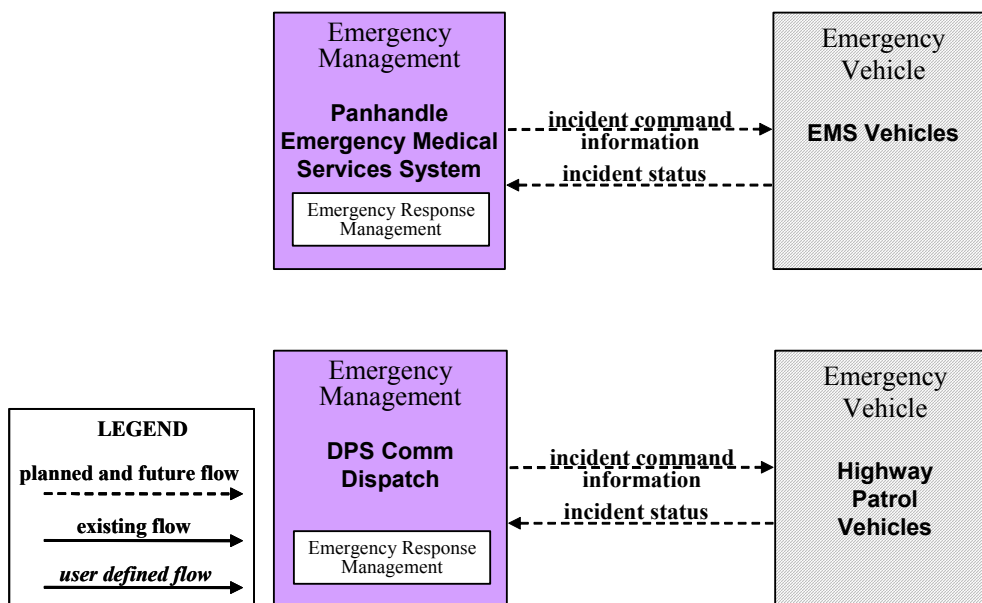 Emergency
Management
Panhandle
Emergency Medical
Services System
Emergency Response
Management
incident command
information
incident status
Emergency
Vehicle
EMS Vehicles
Emergency
Management
DPS Comm
Dispatch
Emergency Response
Management
incident command
information
incident status
Emergency
Vehicle
Highway
Patrol
Vehicles
LEGEND
planned and future flow
existing flow
user defined flow